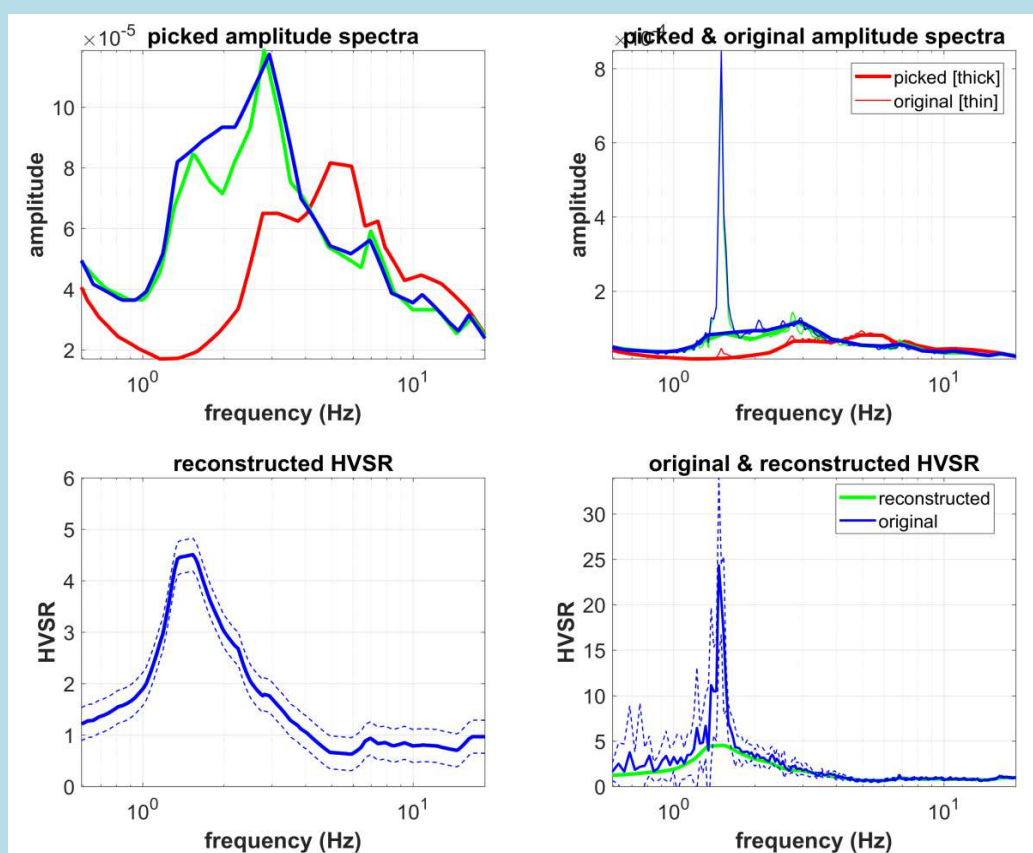 ×10-5
picked amplitude spectra
10
8
6
4
2
amplitude
100
101
frequency (Hz)
×10-4
picked & original amplitude spectra
8
6
4
2
amplitude
picked [thick]
original [thin]
100
101
frequency (Hz)
reconstructed HVSR
6
5
4
3
2
1
0
HVSR
100
101
frequency (Hz)
original & reconstructed HVSR
30
25
20
15
10
5
0
HVSR
reconstructed
original
100
101
frequency (Hz)